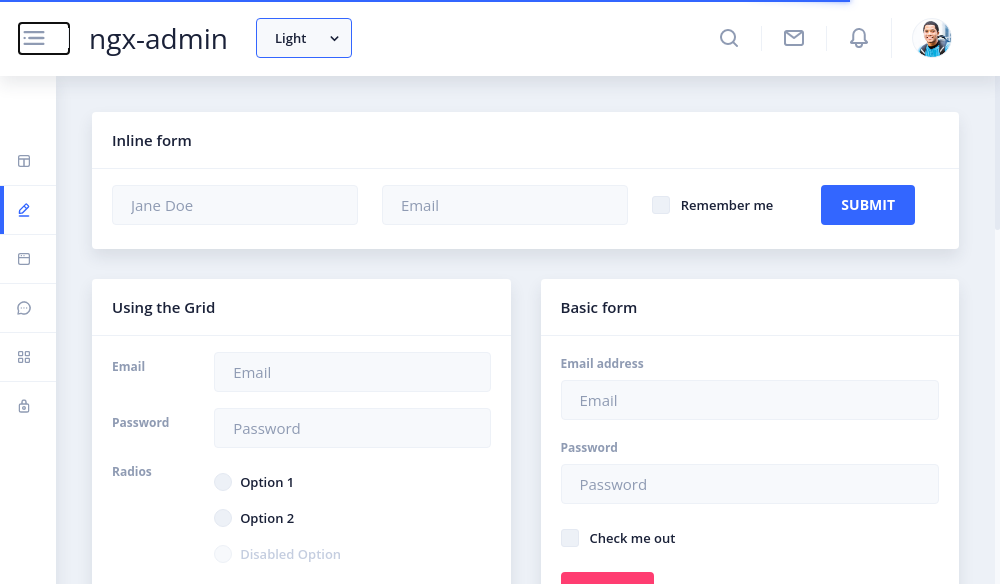 ngx-admin
Light
Inline form
Jane Doe
Email
Remember me
SUBMIT
Using the Grid
Email
Email
Password
Password
Radios
Option 1
Option 2
Disabled Option
Basic form
Email address
Email
Password
Password
Check me out